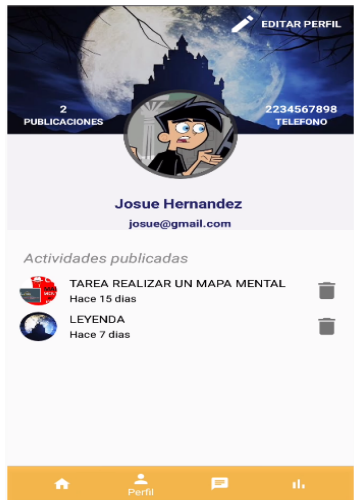 EDITAR PERFIL
2
PUBLICACIONES
2234567898
TELEFONO
Josue Hernandez
josue@gmail.com
Actividades publicadas
TAREA REALIZAR UN MAPA MENTAL
Hace 15 dias
LEYENDA
Hace 7 dias
Perfil